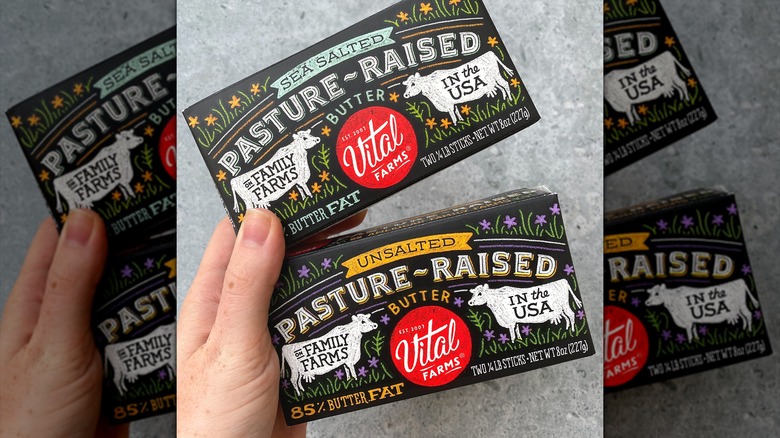 SEA SALTED
PASTURE~RAISED
BUTTER
ON FAMILY
FARMS
IN the
USA
EST. 2007
Vital
FARMS®
% BUTTER FAT
TWO ¼ LB STICKS • NET WT 8oz (227g)
UNSALTED
PASTURE~RAISED
BUTTER
ON FAMILY
FARMS
IN the
USA
EST. 2007
Vital
FARMS®
85% BUTTER FAT
TWO ¼ LB STICKS • NET WT 8oz (227g)